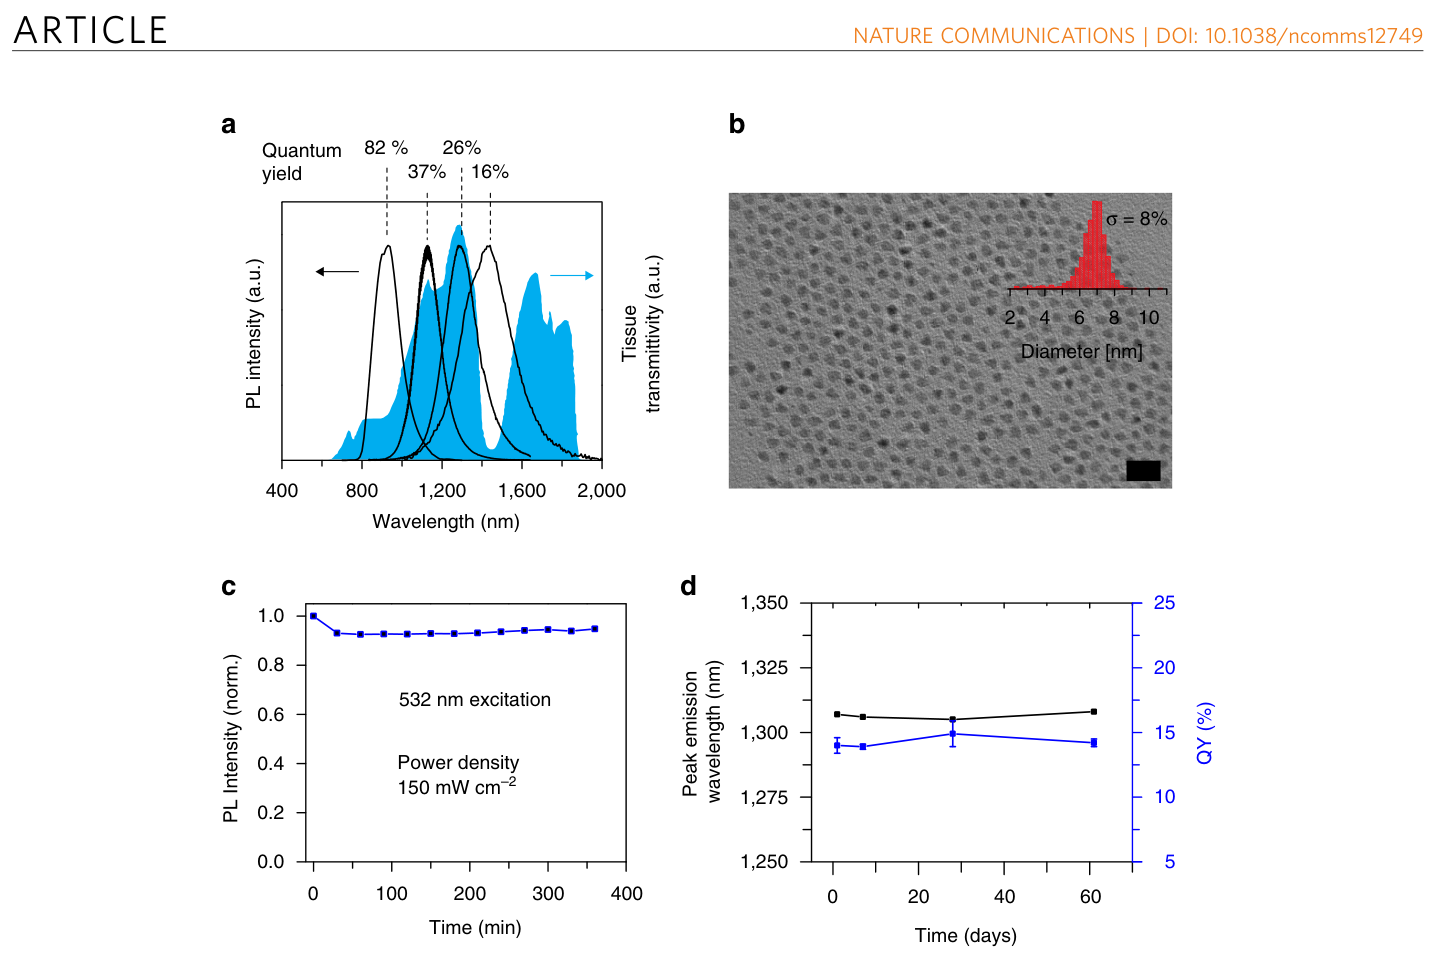 ARTICLE
NATURE COMMUNICATIONS | DOI: 10.1038/ncomms12749
a
Quantum
yield
82 %
26%
37%
16%
PL intensity (a.u.)
Tissue
transmittivity (a.u.)
400
800
1,200
1,600
2,000
Wavelength (nm)
b
σ = 8%
2
4
6
8
10
Diameter [nm]
c
1.0
0.8
0.6
0.4
0.2
0.0
PL Intensity (norm.)
532 nm excitation
Power density
150 mW cm⁻²
0
100
200
300
400
Time (min)
d
1,350
1,325
1,300
1,275
1,250
Peak emission
wavelength (nm)
25
20
15
10
5
QY (%)
0
20
40
60
Time (days)